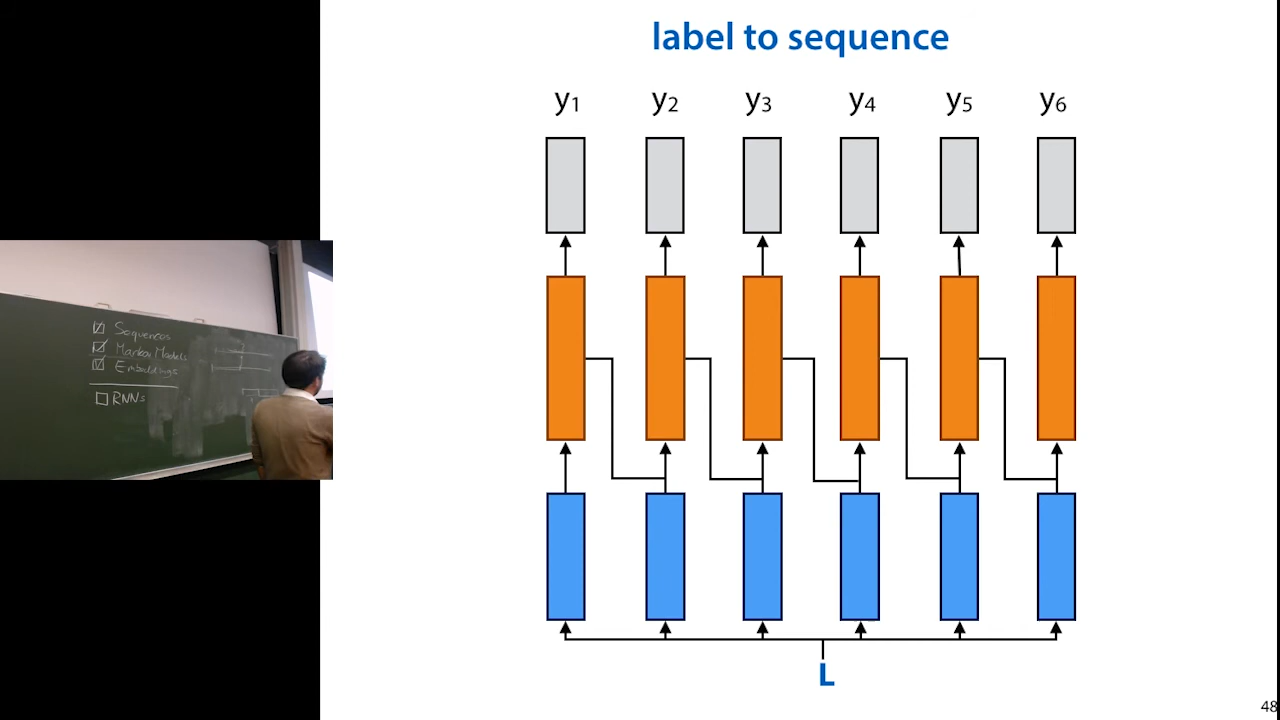 label to sequence
y1 y2 y3 y4 y5 y6
L
48
Sequences
Markov Models
Embeddings
RNNs